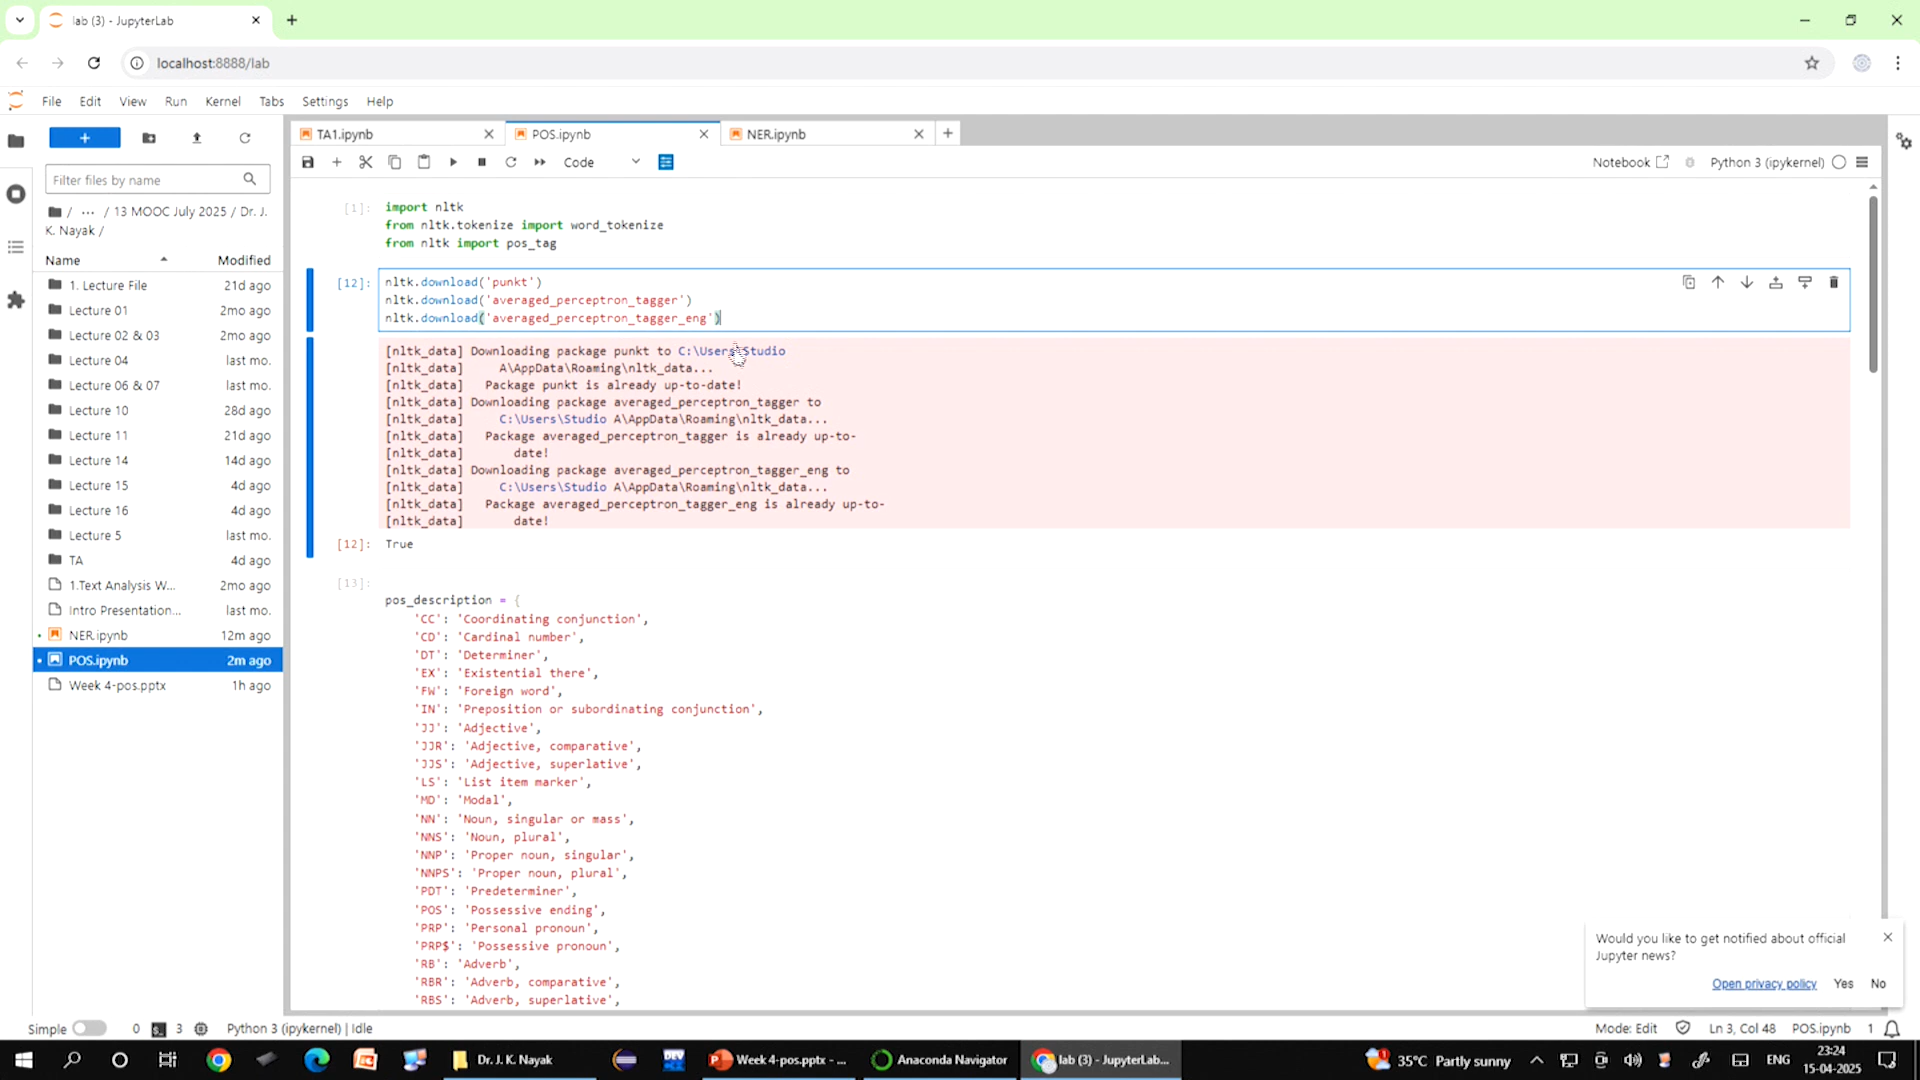 lab (3) - JupyterLab
localhost:8888/lab
File Edit View Run Kernel Tabs Settings Help
TA1.ipynb POS.ipynb NER.ipynb
Code Notebook Python 3 (ipykernel)
Filter files by name
/ ... / 13 MOOC July 2025 / Dr. J.
K. Nayak /
Name Modified
1. Lecture File 21d ago
Lecture 01 2mo ago
Lecture 02 & 03 2mo ago
Lecture 04 last mo.
Lecture 06 & 07 last mo.
Lecture 10 28d ago
Lecture 11 21d ago
Lecture 14 14d ago
Lecture 15 4d ago
Lecture 16 4d ago
Lecture 5 last mo.
TA 4d ago
1.Text Analysis W... 2mo ago
Intro Presentation... last mo.
NER.ipynb 12m ago
POS.ipynb 2m ago
Week 4-pos.pptx 1h ago
[1]: import nltk
from nltk.tokenize import word_tokenize
from nltk import pos_tag
[12]: nltk.download('punkt')
nltk.download('averaged_perceptron_tagger')
nltk.download('averaged_perceptron_tagger_eng')
[nltk_data] Downloading package punkt to C:\Users\Studio
[nltk_data] A\AppData\Roaming\nltk_data...
[nltk_data] Package punkt is already up-to-date!
[nltk_data] Downloading package averaged_perceptron_tagger to
[nltk_data] C:\Users\Studio A\AppData\Roaming\nltk_data...
[nltk_data] Package averaged_perceptron_tagger is already up-to-
[nltk_data] date!
[nltk_data] Downloading package averaged_perceptron_tagger_eng to
[nltk_data] C:\Users\Studio A\AppData\Roaming\nltk_data...
[nltk_data] Package averaged_perceptron_tagger_eng is already up-to-
[nltk_data] date!
[12]: True
[13]:
pos_description = {
'CC': 'Coordinating conjunction',
'CD': 'Cardinal number',
'DT': 'Determiner',
'EX': 'Existential there',
'FW': 'Foreign word',
'IN': 'Preposition or subordinating conjunction',
'JJ': 'Adjective',
'JJR': 'Adjective, comparative',
'JJS': 'Adjective, superlative',
'LS': 'List item marker',
'MD': 'Modal',
'NN': 'Noun, singular or mass',
'NNS': 'Noun, plural',
'NNP': 'Proper noun, singular',
'NNPS': 'Proper noun, plural',
'PDT': 'Predeterminer',
'POS': 'Possessive ending',
'PRP': 'Personal pronoun',
'PRP$': 'Possessive pronoun',
'RB': 'Adverb',
'RBR': 'Adverb, comparative',
'RBS': 'Adverb, superlative',
Would you like to get notified about official
Jupyter news?
Open privacy policy Yes No
Simple 0 3 Python 3 (ipykernel) | Idle Mode: Edit Ln 3, Col 48 POS.ipynb 1
Dr. J. K. Nayak DEV Week 4-pos.pptx - ... Anaconda Navigator lab (3) - JupyterLab... 35°C Partly sunny ENG 23:24
15-04-2025